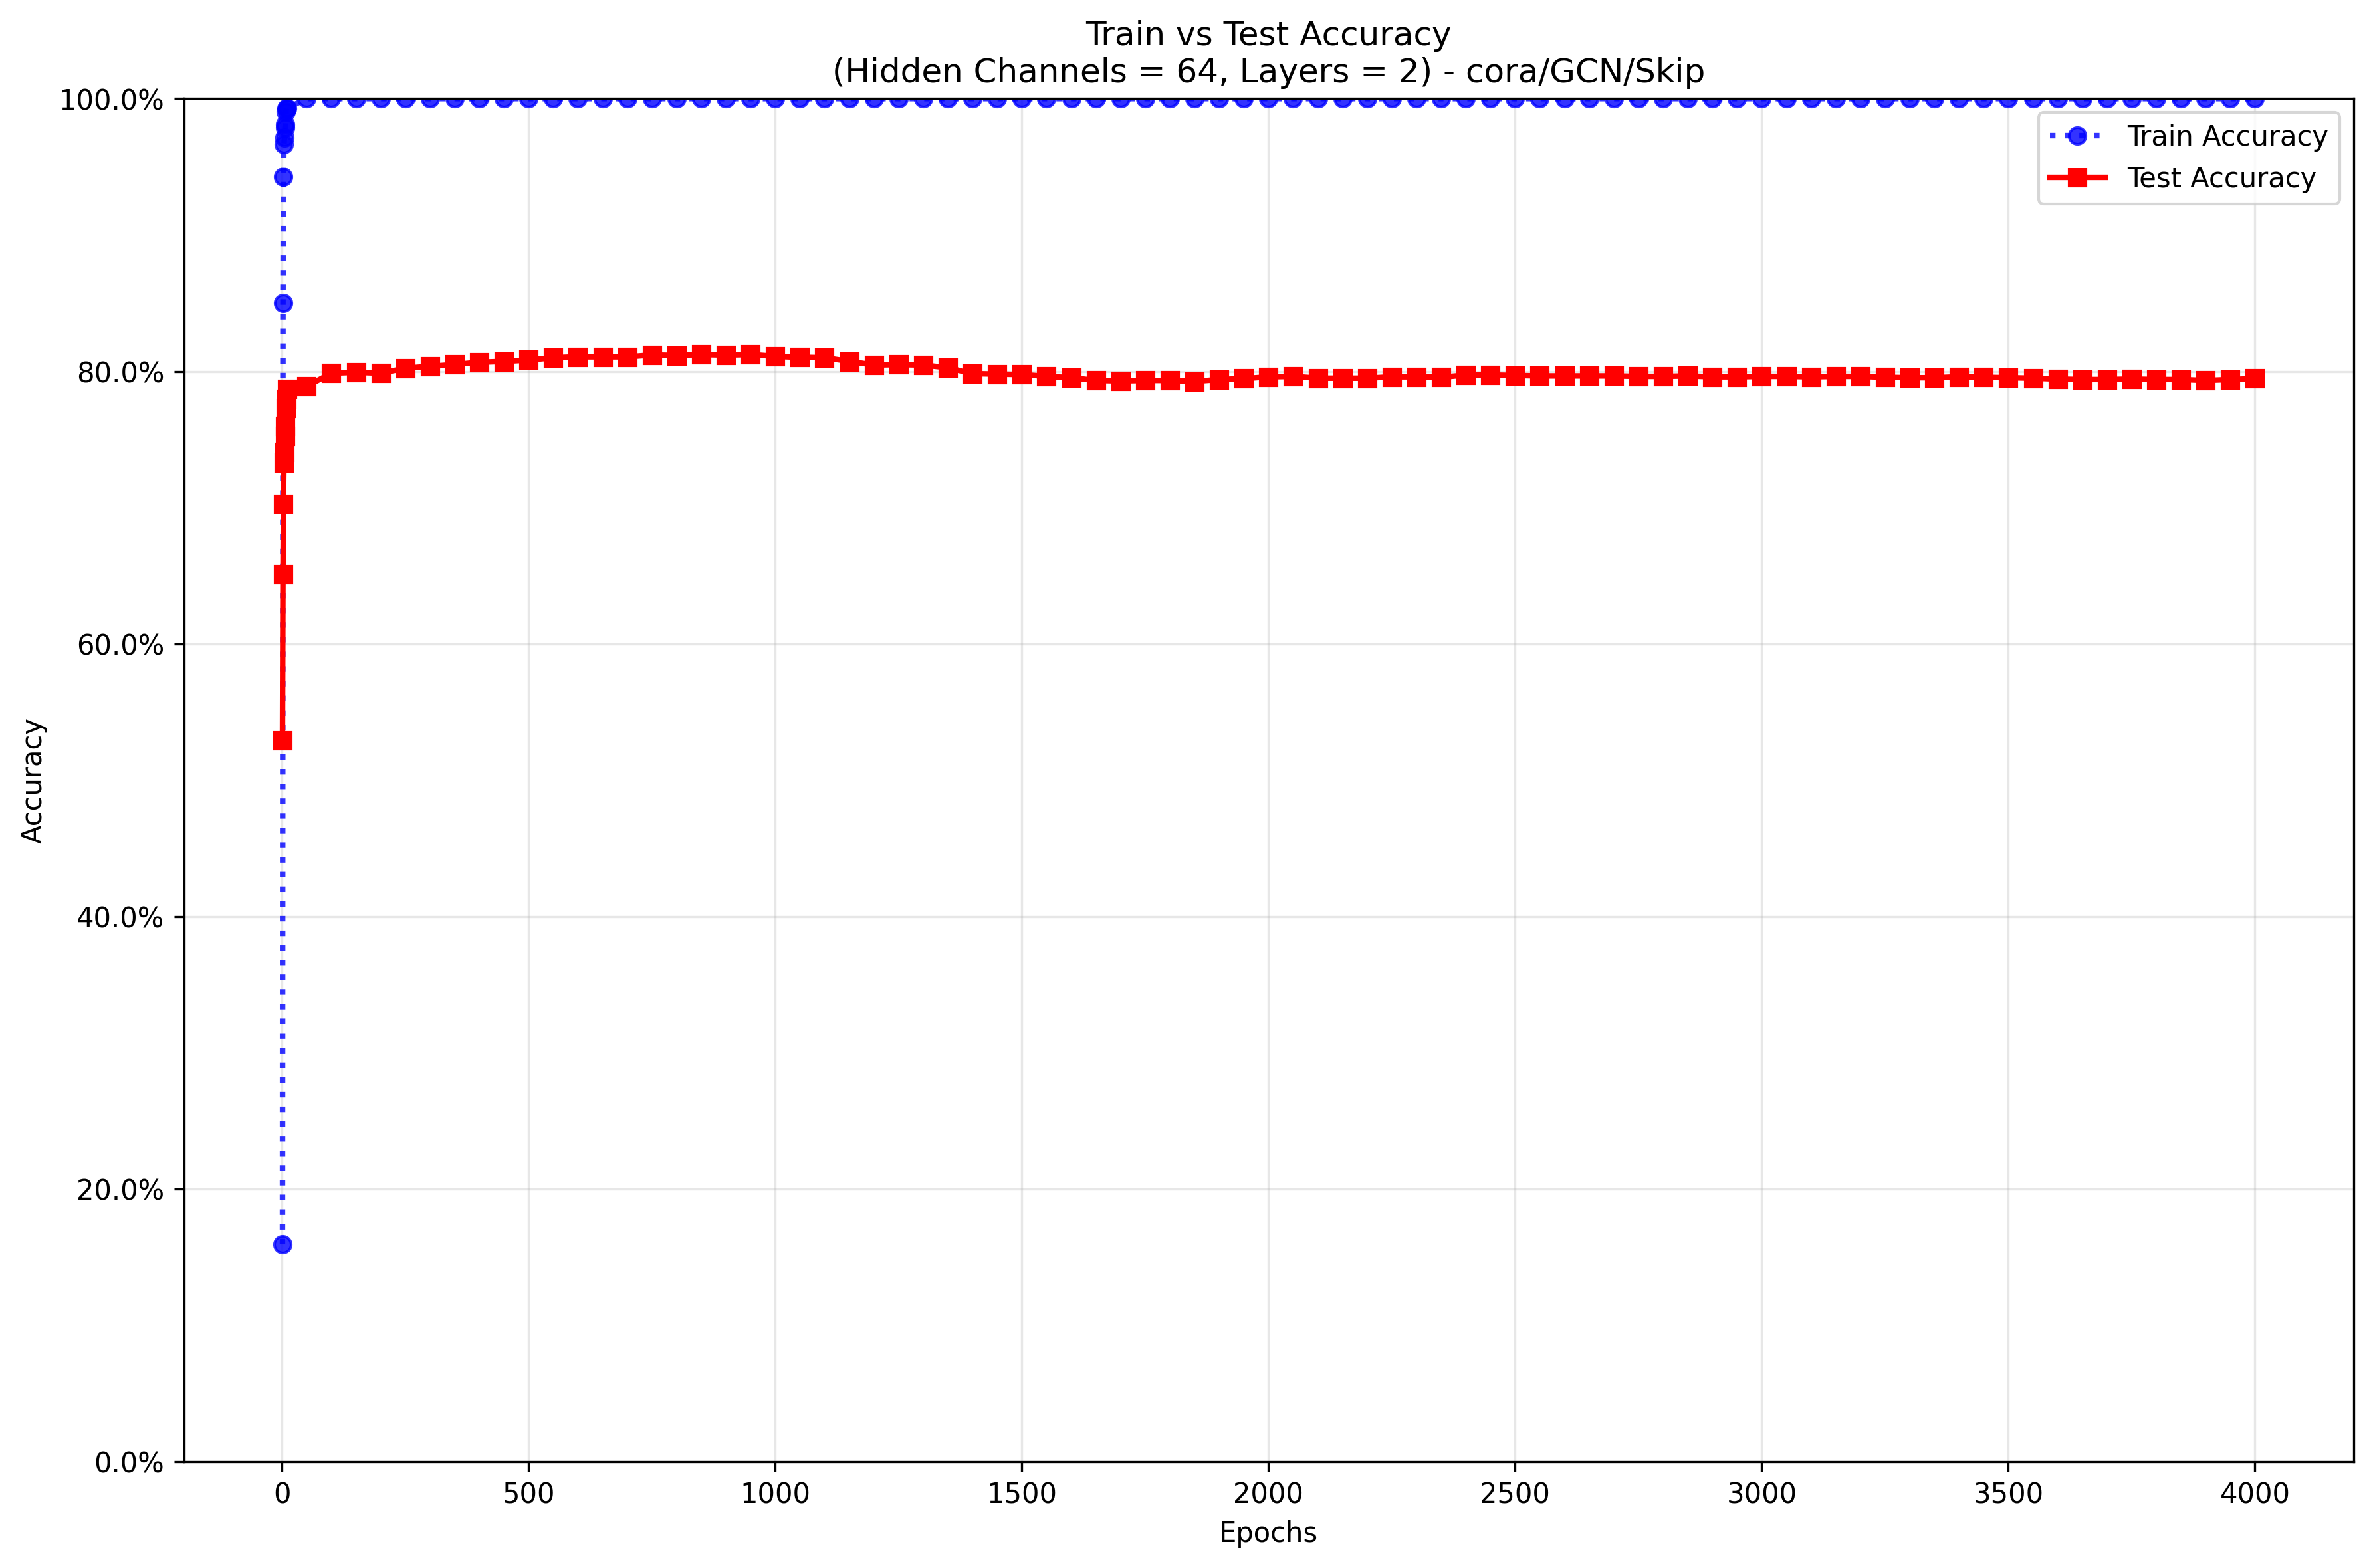 Train vs Test Accuracy
(Hidden Channels = 64, Layers = 2) - cora/GCN/Skip
100.0%
80.0%
60.0%
40.0%
20.0%
0.0%
Accuracy
Train Accuracy
Test Accuracy
0 500 1000 1500 2000 2500 3000 3500 4000
Epochs